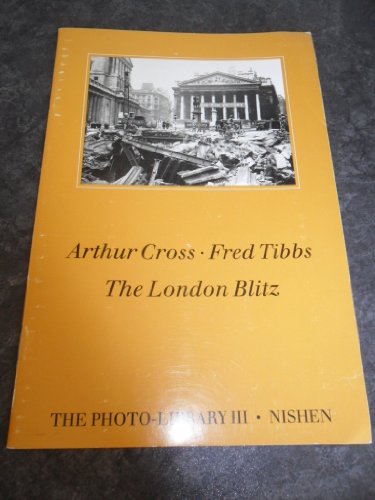 Arthur Cross · Fred Tibbs
The London Blitz
THE PHOTO-LIBRARY III · NISHEN